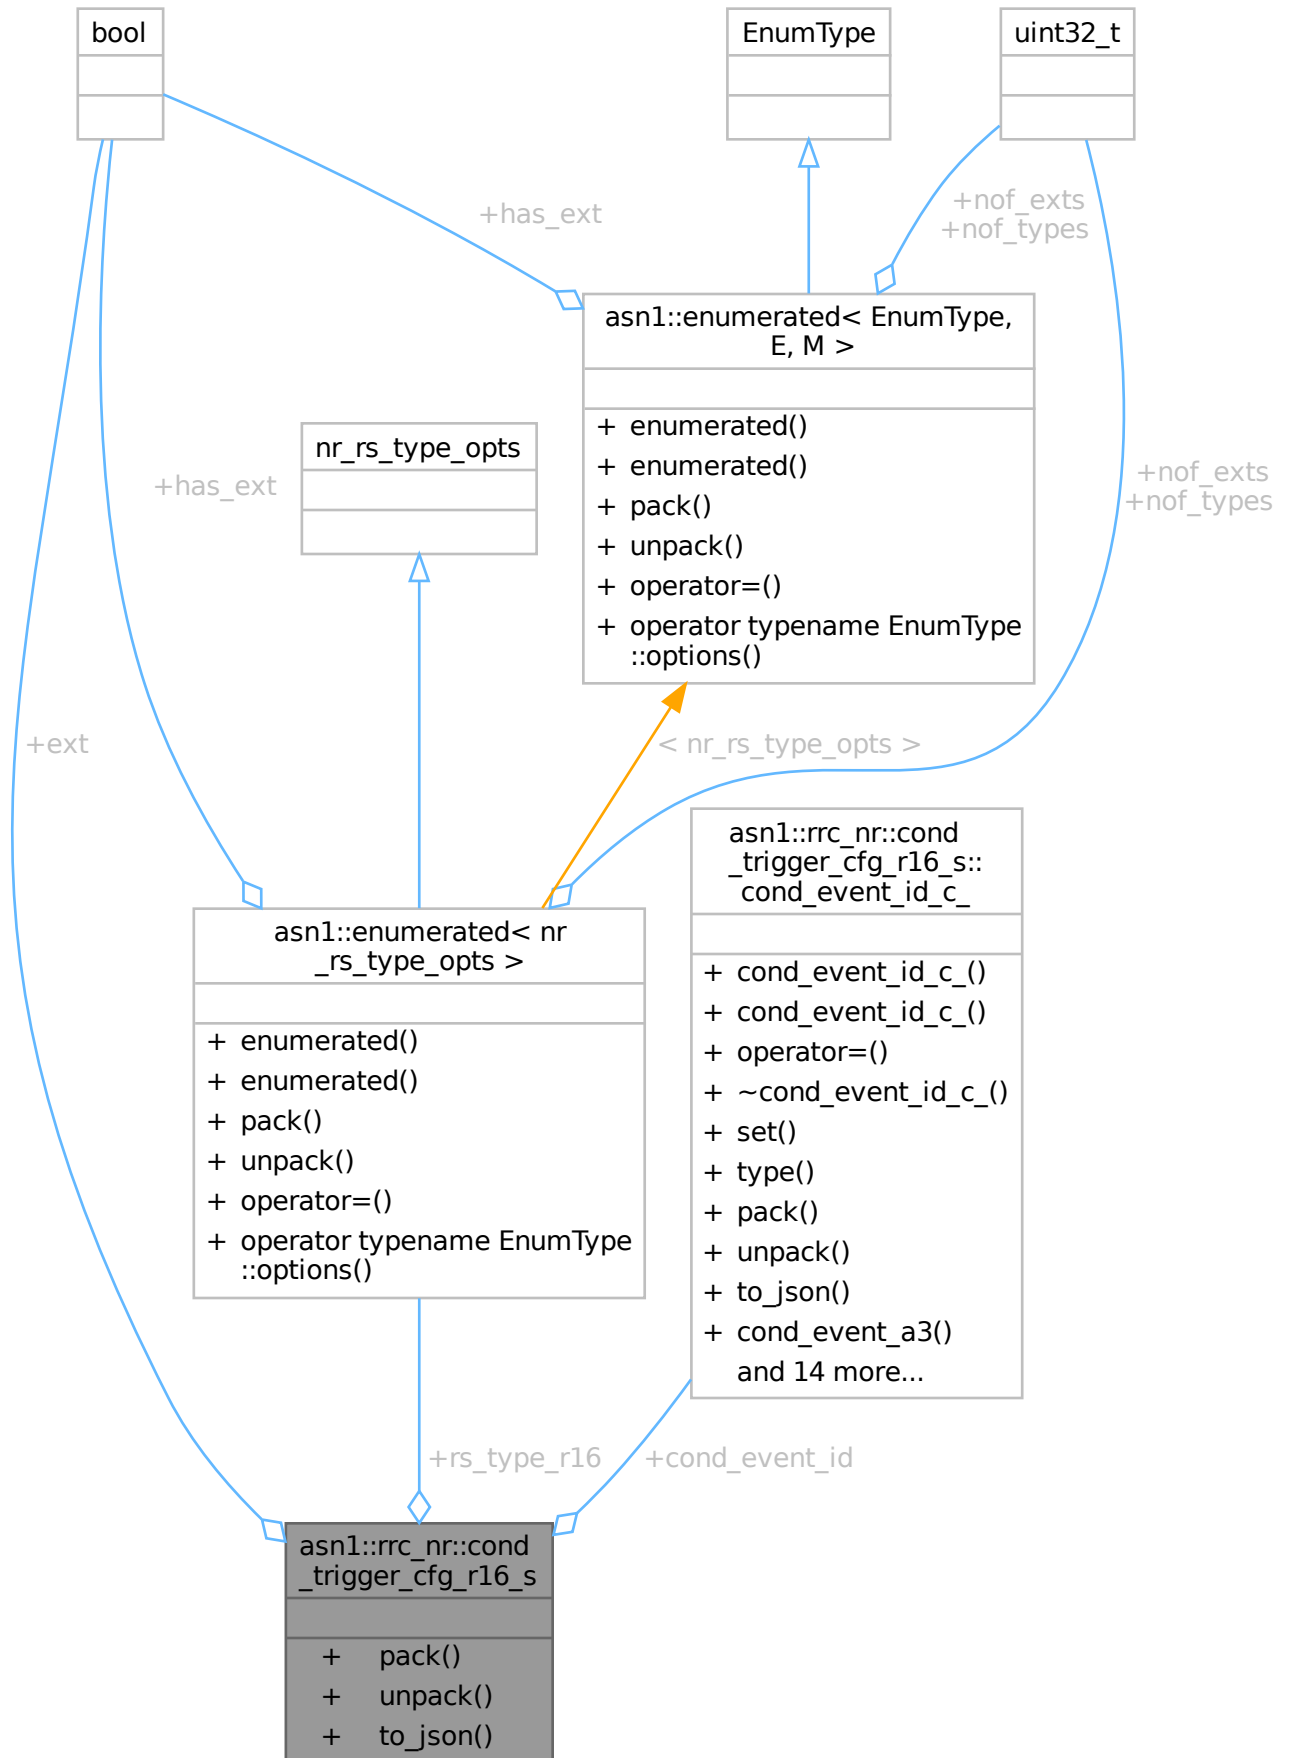 bool
EnumType
uint32_t
+has_ext
+nof_exts
+nof_types
asn1::enumerated< EnumType,
E, M >
+ enumerated()
+ enumerated()
+ pack()
+ unpack()
+ operator=()
+ operator typename EnumType
::options()
nr_rs_type_opts
+has_ext
+nof_exts
+nof_types
+ext
< nr_rs_type_opts >
asn1::rrc_nr::cond
_trigger_cfg_r16_s::
cond_event_id_c_
+ cond_event_id_c_()
+ cond_event_id_c_()
+ operator=()
+ ~cond_event_id_c_()
+ set()
+ type()
+ pack()
+ unpack()
+ to_json()
+ cond_event_a3()
and 14 more...
asn1::enumerated< nr
_rs_type_opts >
+ enumerated()
+ enumerated()
+ pack()
+ unpack()
+ operator=()
+ operator typename EnumType
::options()
+rs_type_r16
+cond_event_id
asn1::rrc_nr::cond
_trigger_cfg_r16_s
+ pack()
+ unpack()
+ to_json()